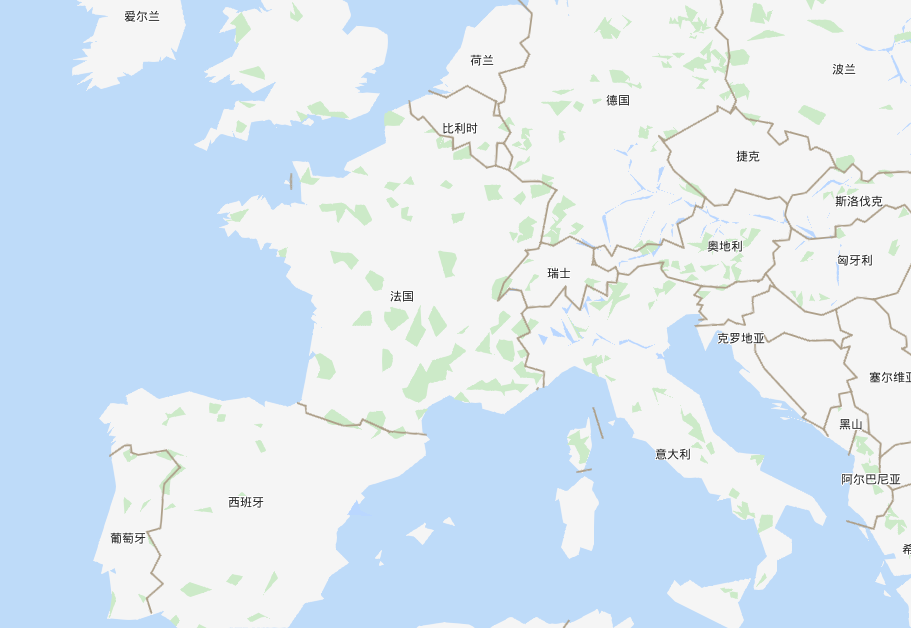 爱尔兰
荷兰
波兰
德国
比利时
捷克
斯洛伐克
奥地利
匈牙利
瑞士
法国
克罗地亚
塞尔维亚
黑山
意大利
阿尔巴尼亚
西班牙
葡萄牙
希